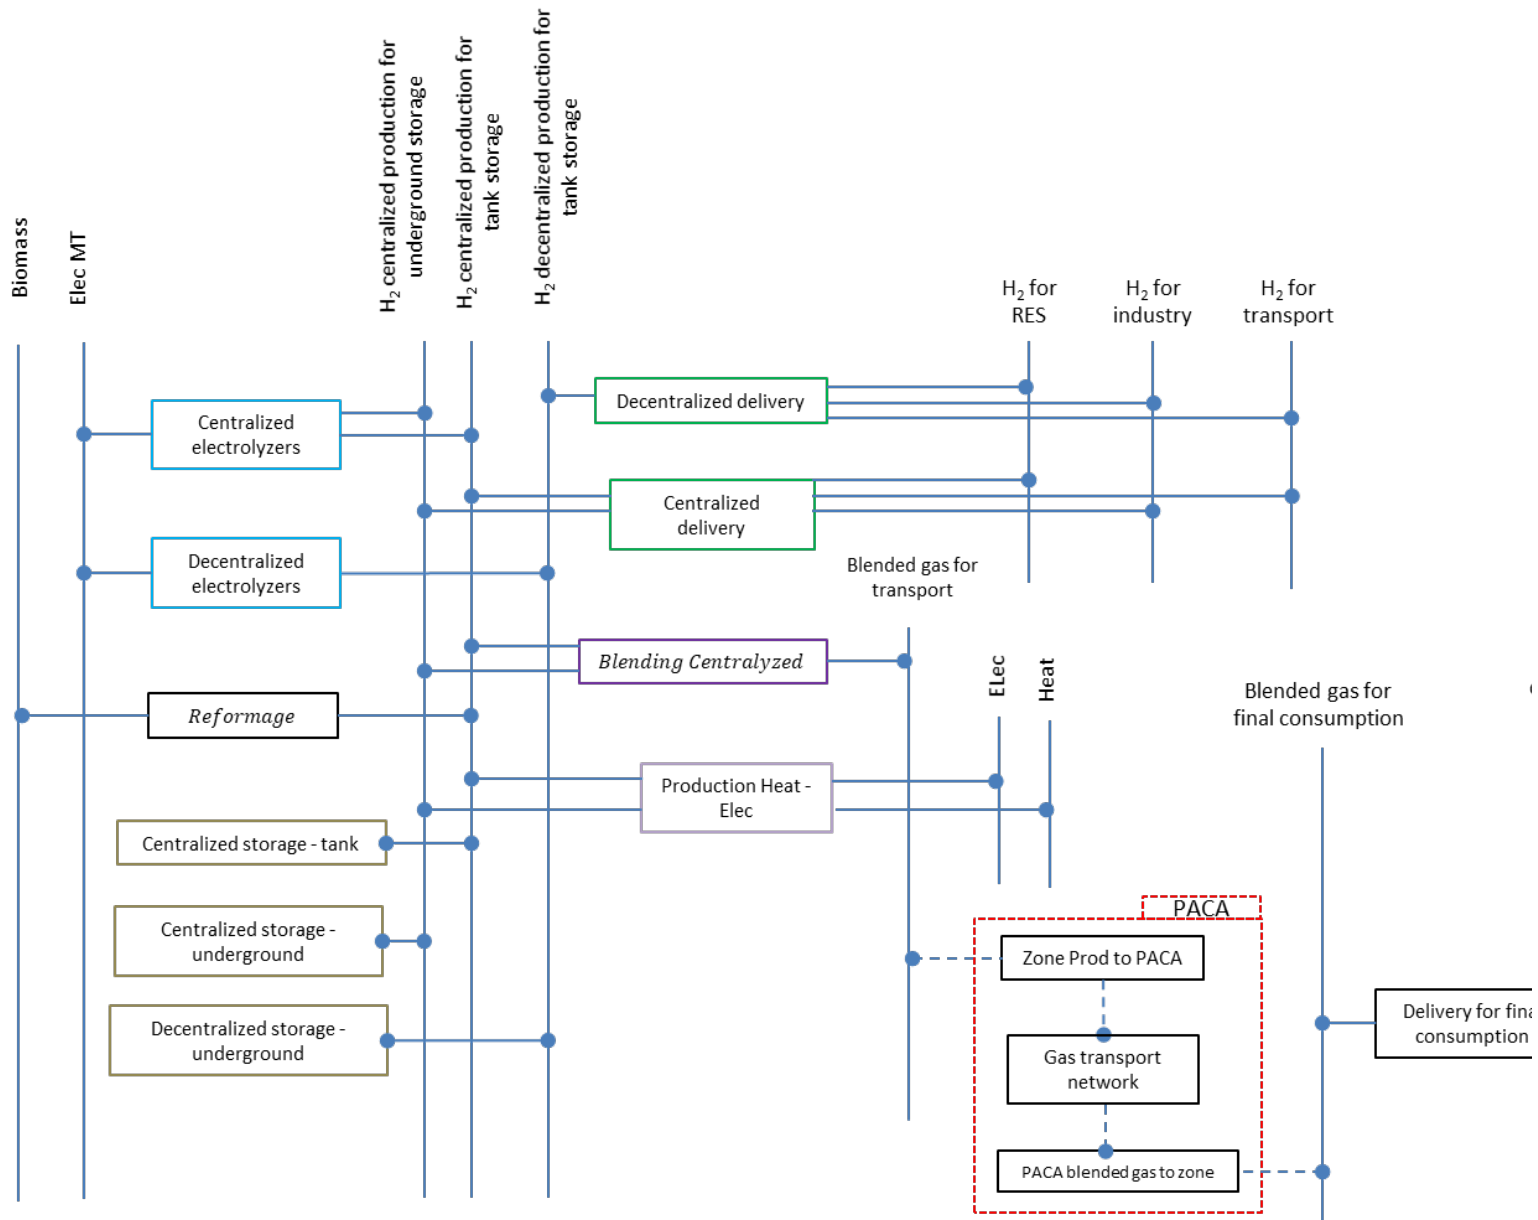 Biomass
Elec MT
H₂ centralized production for
underground storage
H₂ centralized production for
tank storage
H₂ decentralized production for
tank storage
H₂ for
RES
H₂ for
industry
H₂ for
transport
Decentralized delivery
Centralized
electrolyzers
Centralized
delivery
Decentralized
electrolyzers
Blended gas for
transport
Blending Centralyzed
ELec
Heat
Reformage
Blended gas for
final consumption
Production Heat -
Elec
Centralized storage - tank
PACA
Centralized storage -
underground
Zone Prod to PACA
Decentralized storage -
underground
Delivery for fina
consumption
Gas transport
network
PACA blended gas to zone